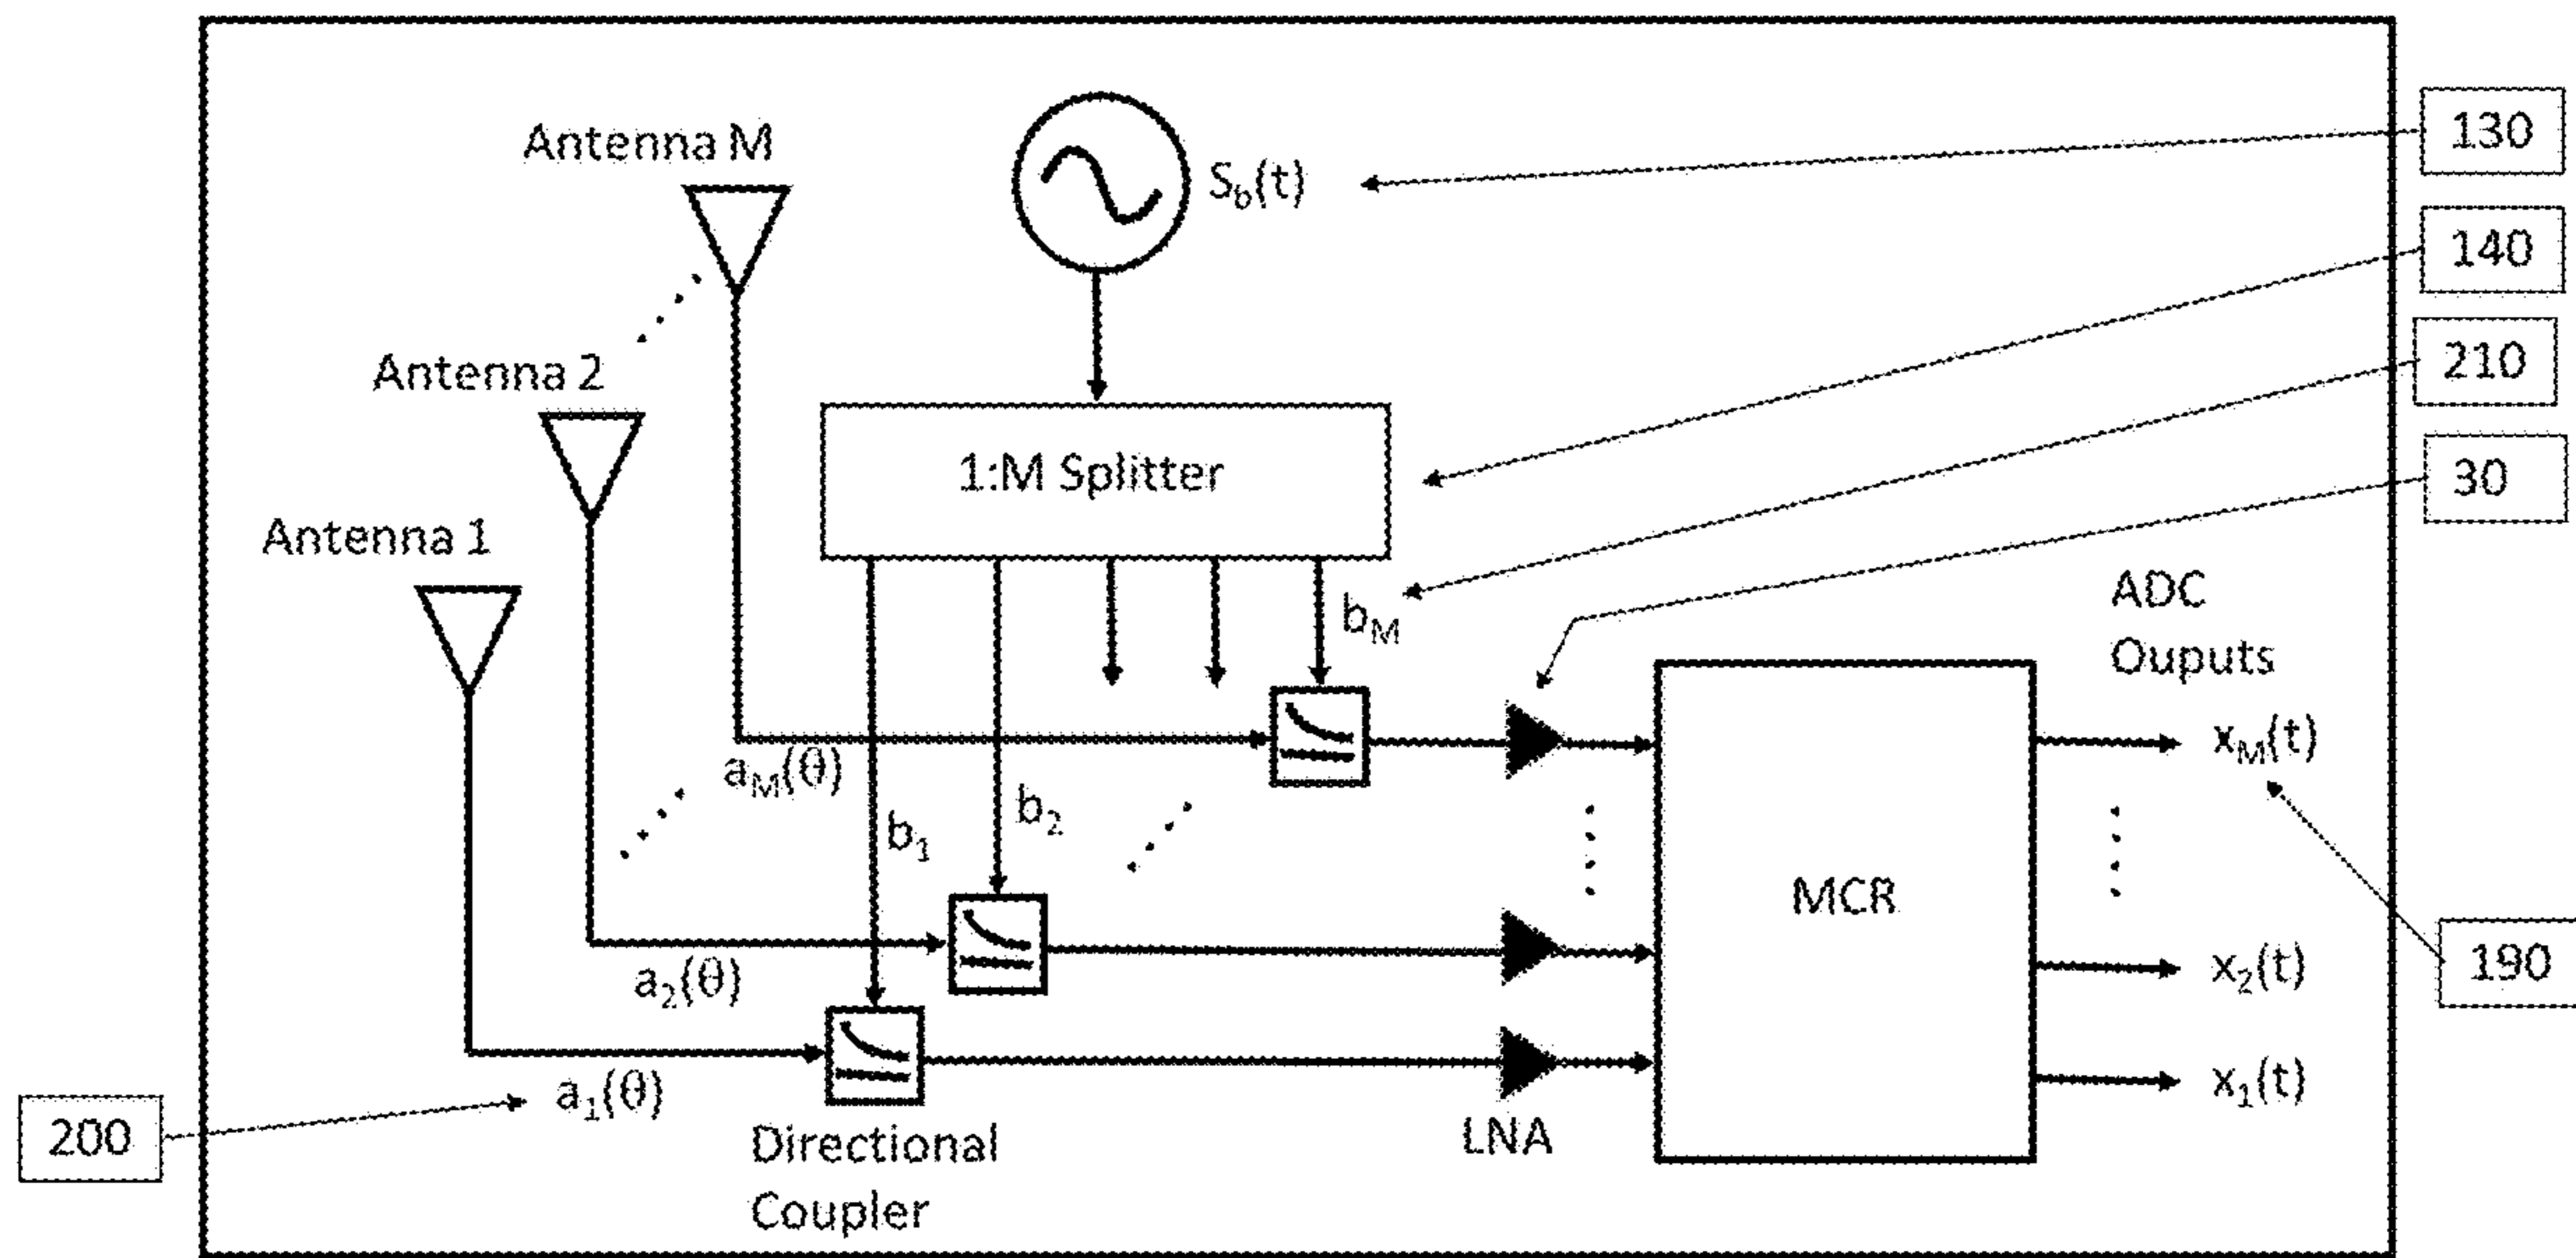 130
Antenna M
S_b(t)
140
210
Antenna 2
30
1:M Splitter
Antenna 1
ADC
b_M
Ouputs
x_M(t)
a_M(θ)
b_2
b_1
MCR
190
x_2(t)
a_2(θ)
x_1(t)
a_1(θ)
200
LNA
Directional
Coupler